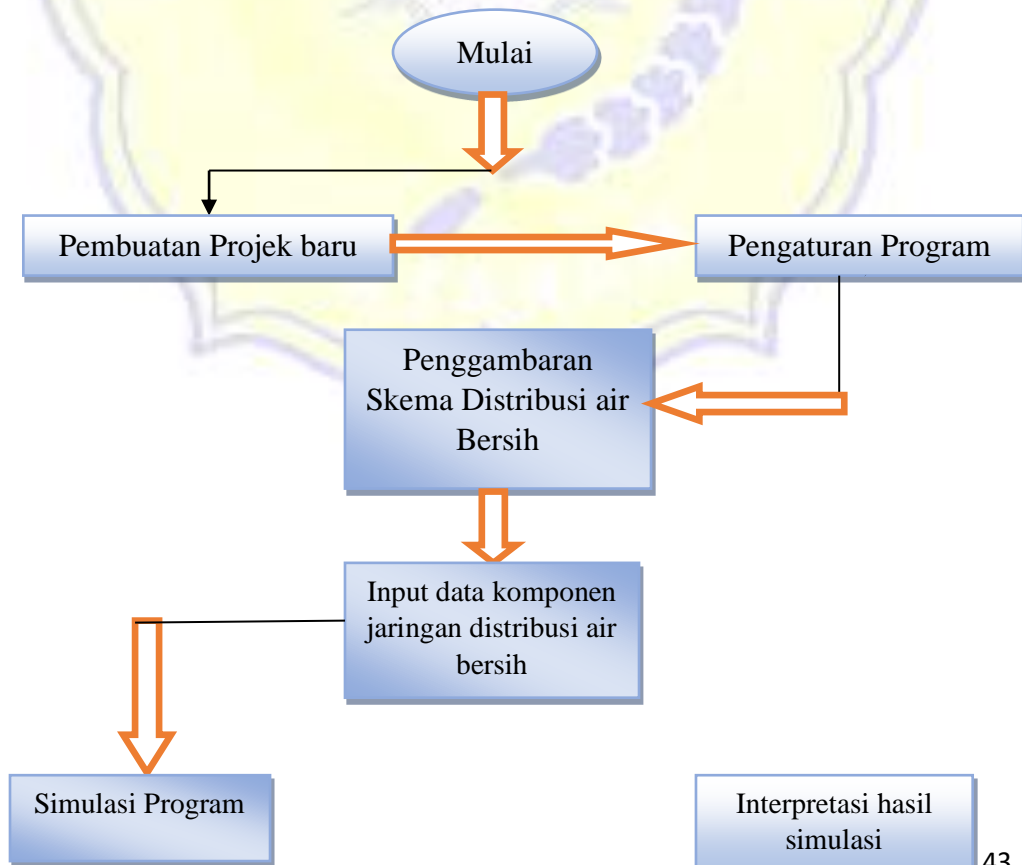 Mulai
Pembuatan Projek baru
Pengaturan Program
Penggambaran
Skema Distribusi air
Bersih
Input data komponen
jaringan distribusi air
bersih
Simulasi Program
Interpretasi hasil
simulasi
43